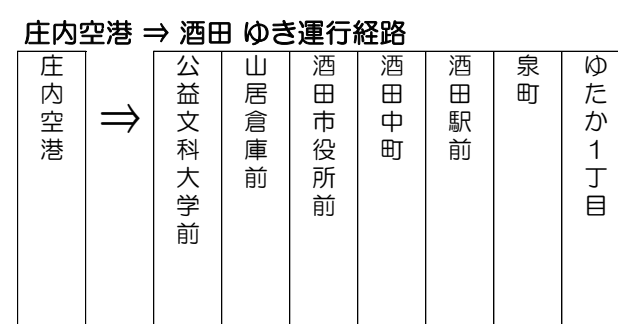 庄内空港 ⇒ 酒田 ゆき運行経路
庄内空港
⇒
公益文科大学前
山居倉庫前
酒田市役所前
酒田中町
酒田駅前
泉町
ゆたか1丁目